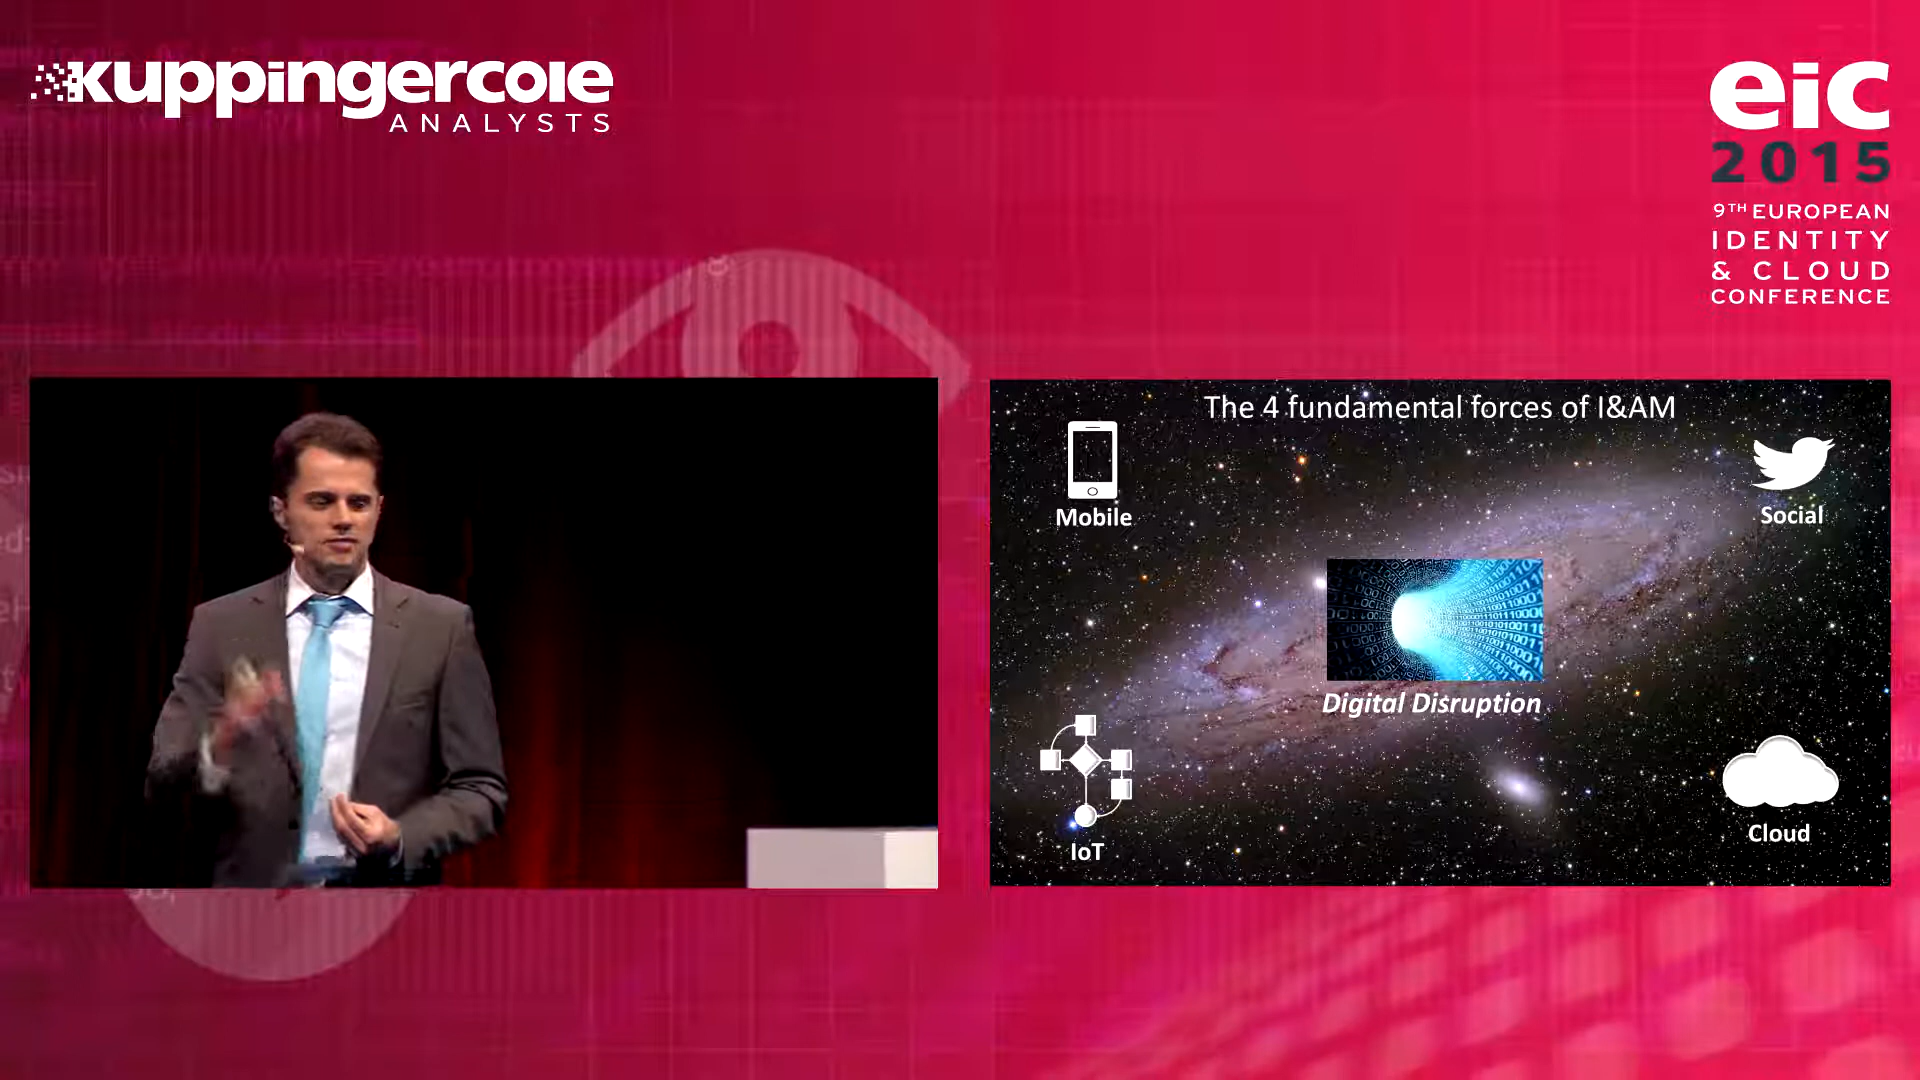 kuppingercole
ANALYSTS
eic
2015
9TH EUROPEAN
IDENTITY
& CLOUD
CONFERENCE
The 4 fundamental forces of I&AM
Mobile
Social
Digital Disruption
IoT
Cloud